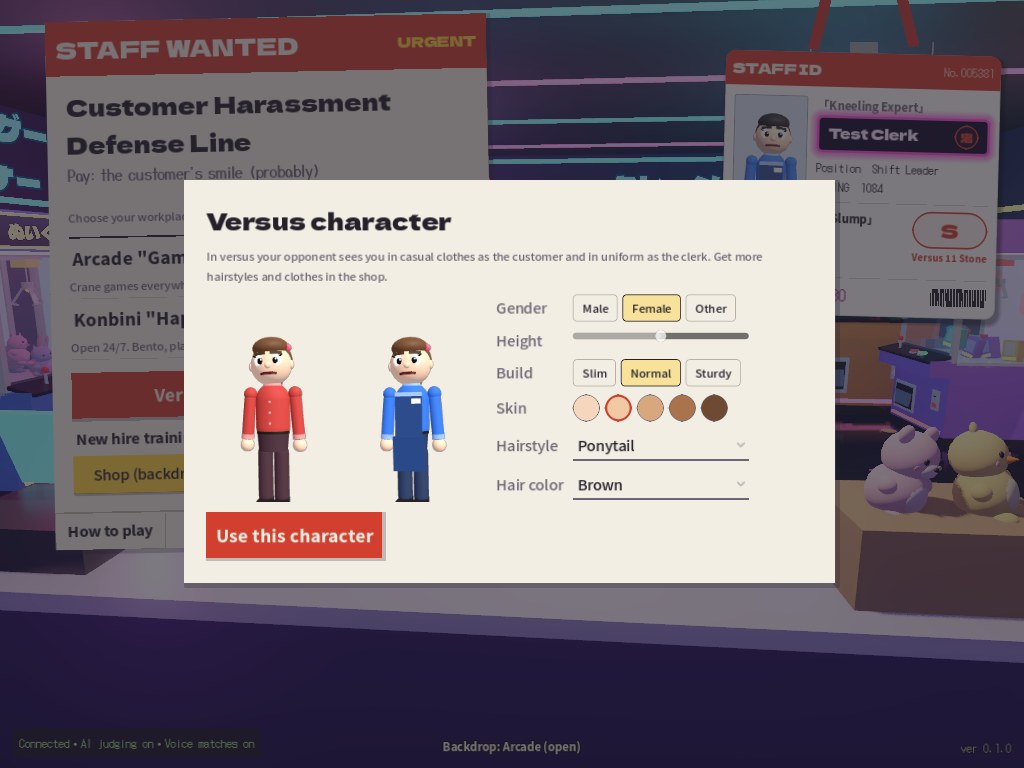 STAFF WANTED
URGENT
Customer Harassment
Defense Line
Pay: the customer's smile (probably)
Choose your workplac
Arcade "Gam
Crane games everywh
Konbini "Hap
Open 24/7. Bento, pla
Ver
New hire traini
Shop (backdr
How to play
STAFF ID
No. 005381
「Kneeling Expert」
Test Clerk
Position Shift Leader
NG 1084
Slump」
S
Versus 11 Stone
Versus character
In versus your opponent sees you in casual clothes as the customer and in uniform as the clerk. Get more
hairstyles and clothes in the shop.
Gender
Male
Female
Other
Height
Build
Slim
Normal
Sturdy
Skin
Hairstyle
Ponytail
Hair color
Brown
Use this character
Connected • AI judging on • Voice matches on
Backdrop: Arcade (open)
ver 0.1.0